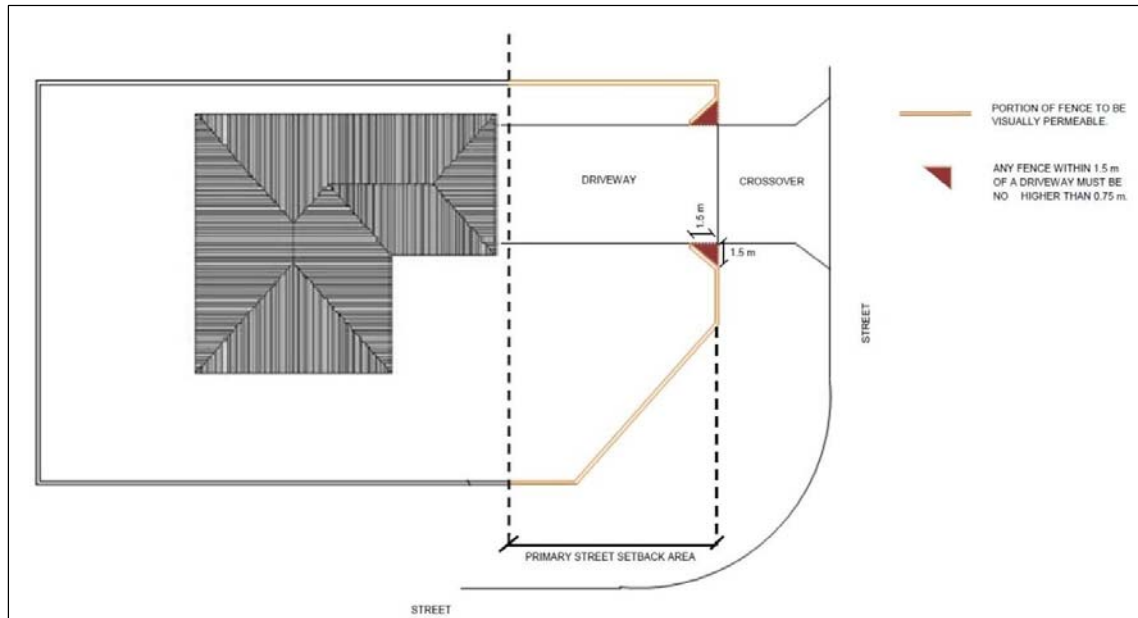 PORTION OF FENCE TO BE
VISUALLY PERMEABLE.
ANY FENCE WITHIN 1.5 m
OF A DRIVEWAY MUST BE
NO HIGHER THAN 0.75 m.
DRIVEWAY
CROSSOVER
1.5 m
1.5 m
STREET
PRIMARY STREET SETBACK AREA
STREET